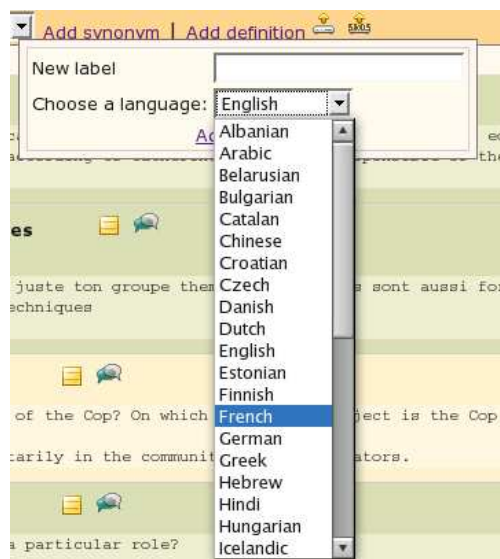 Add synonym | Add definition
New label
Choose a language: English
Albanian
Arabic
Belarusian
Bulgarian
Catalan
Chinese
Croatian
Czech
Danish
Dutch
English
Estonian
Finnish
French
German
Greek
Hebrew
Hindi
Hungarian
Icelandic
es
juste ton groupe them s sont aussi for
echniques
of the Cop? On which ject is the Cop
tarily in the communit ators.
a particular role?